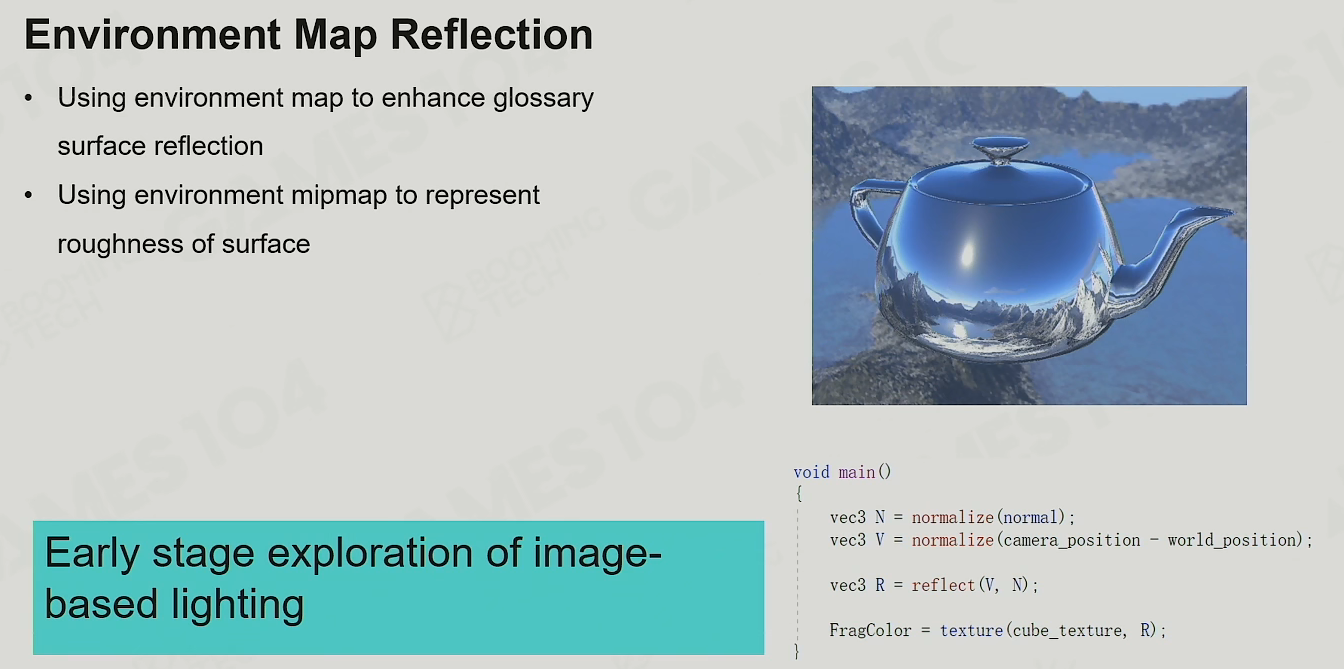 Environment Map Reflection
• Using environment map to enhance glossary
surface reflection
• Using environment mipmap to represent
roughness of surface
Early stage exploration of image-
based lighting
void main()
{
vec3 N = normalize(normal);
vec3 V = normalize(camera_position - world_position);
vec3 R = reflect(V, N);
FragColor = texture(cube_texture, R);
}
GAMES104
BOOMING
TECH